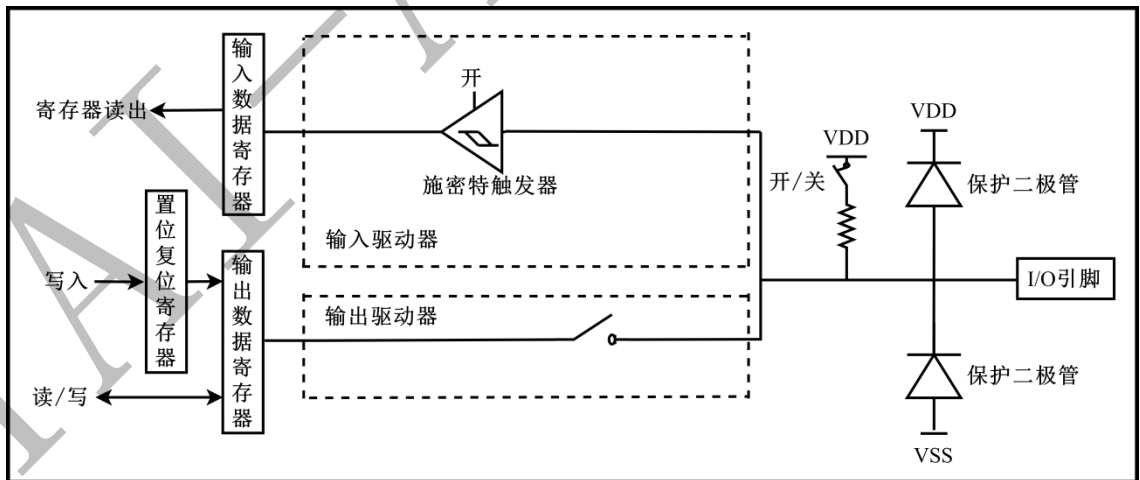 输入数据寄存器
开
寄存器读出
施密特触发器
输入驱动器
VDD
开/关
VDD
保护二极管
置位复位寄存器
写入
输出数据寄存器
输出驱动器
I/O引脚
读/写
保护二极管
VSS